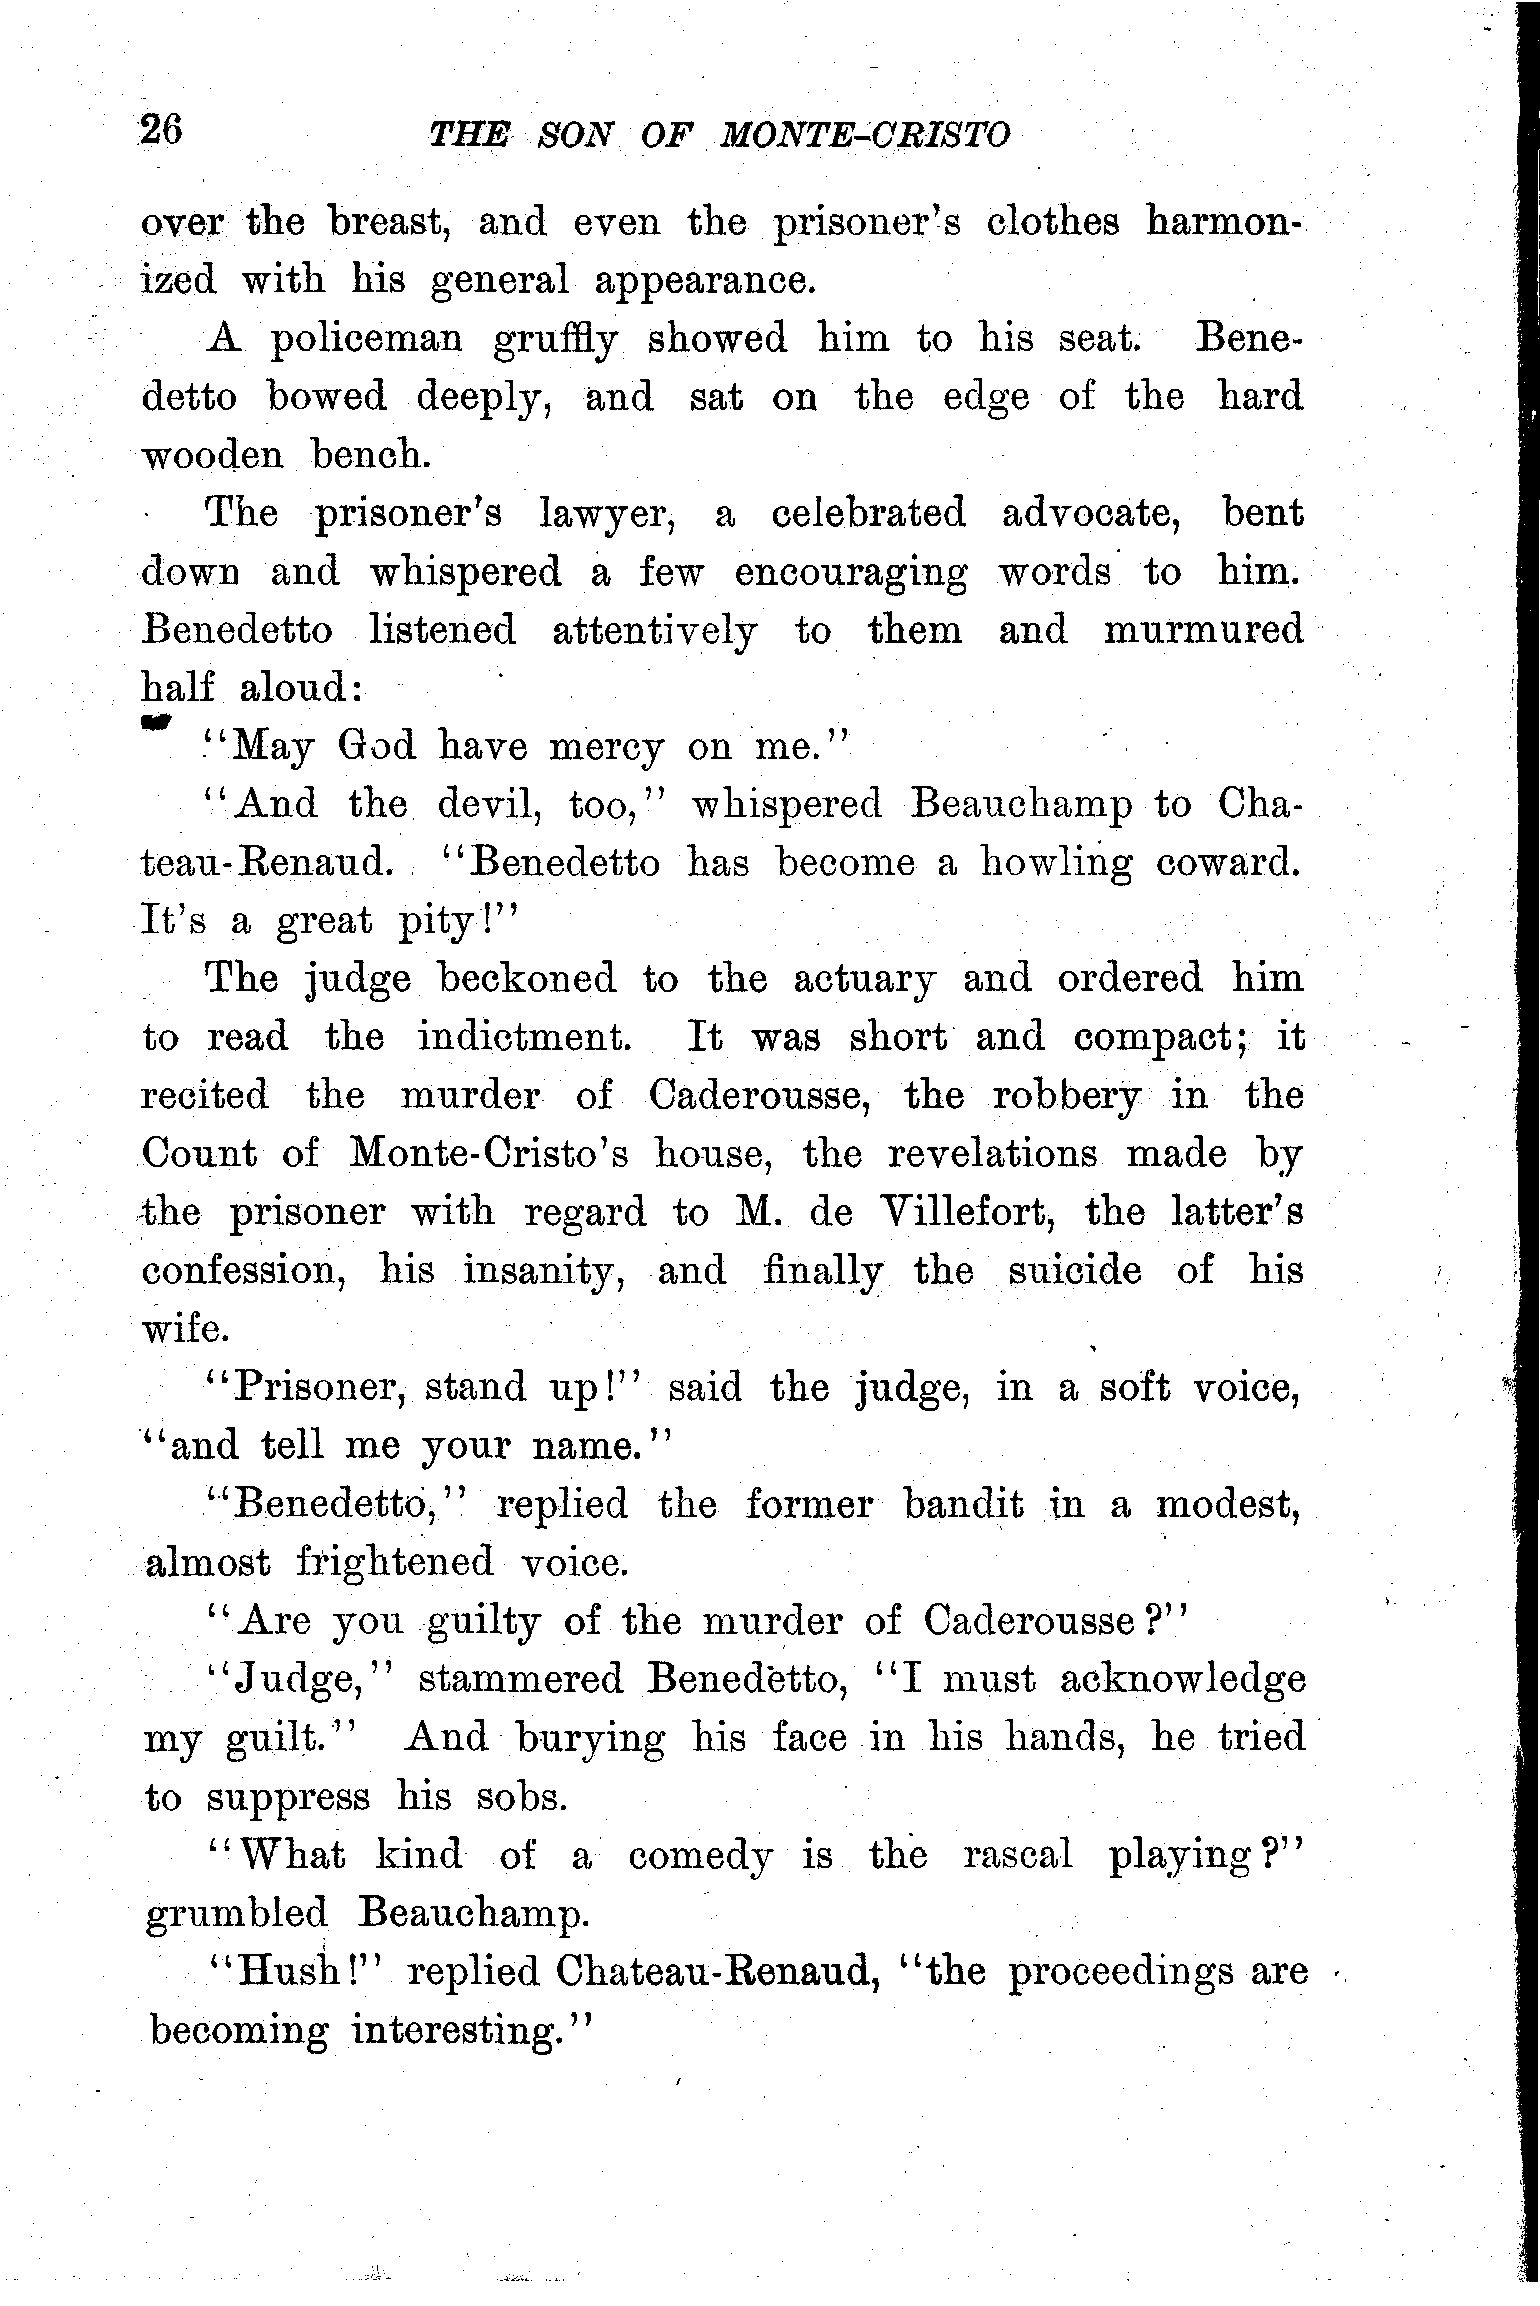 26 THE SON OF MONTE-CRISTO
over the breast, and even the prisoner's clothes harmon-
ized with his general appearance.
A policeman gruffly showed him to his seat. Bene-
detto bowed deeply, and sat on the edge of the hard
wooden bench.
The prisoner's lawyer, a celebrated advocate, bent
down and whispered a few encouraging words to him.
Benedetto listened attentively to them and murmured
half aloud:
"May God have mercy on me."
"And the devil, too," whispered Beauchamp to Cha-
teau-Renaud. "Benedetto has become a howling coward.
It's a great pity!"
The judge beckoned to the actuary and ordered him
to read the indictment. It was short and compact; it
recited the murder of Caderousse, the robbery in the
Count of Monte-Cristo's house, the revelations made by
the prisoner with regard to M. de Villefort, the latter's
confession, his insanity, and finally the suicide of his
wife.
"Prisoner, stand up!" said the judge, in a soft voice,
"and tell me your name."
"Benedetto," replied the former bandit in a modest,
almost frightened voice.
"Are you guilty of the murder of Caderousse?"
"Judge," stammered Benedetto, "I must acknowledge
my guilt." And burying his face in his hands, he tried
to suppress his sobs.
"What kind of a comedy is the rascal playing?"
grumbled Beauchamp.
"Hush!" replied Chateau-Renaud, "the proceedings are
becoming interesting."